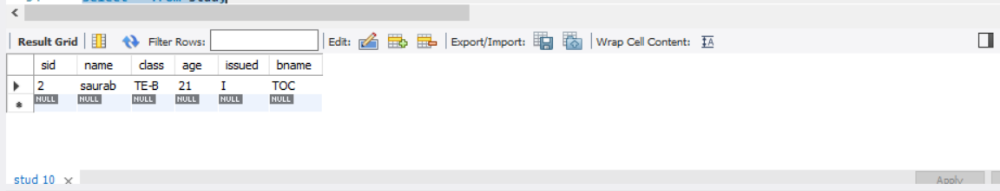 Result Grid Filter Rows: Edit: Export/Import: Wrap Cell Content: IA
sid name class age issued bname
2 saurab TE-B 21 I TOC
NULL NULL NULL NULL NULL NULL
stud 10 × Apply